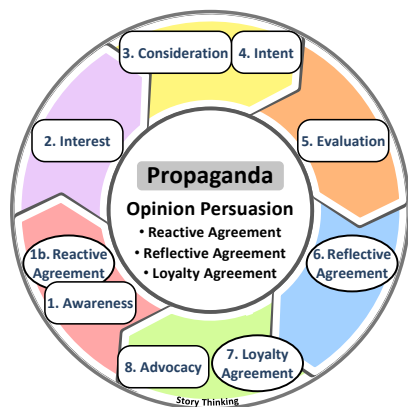 3. Consideration
4. Intent
2. Interest
5. Evaluation
Propaganda
Opinion Persuasion
• Reactive Agreement
• Reflective Agreement
• Loyalty Agreement
1b. Reactive
Agreement
1. Awareness
6. Reflective
Agreement
8. Advocacy
7. Loyalty
Agreement
Story Thinking